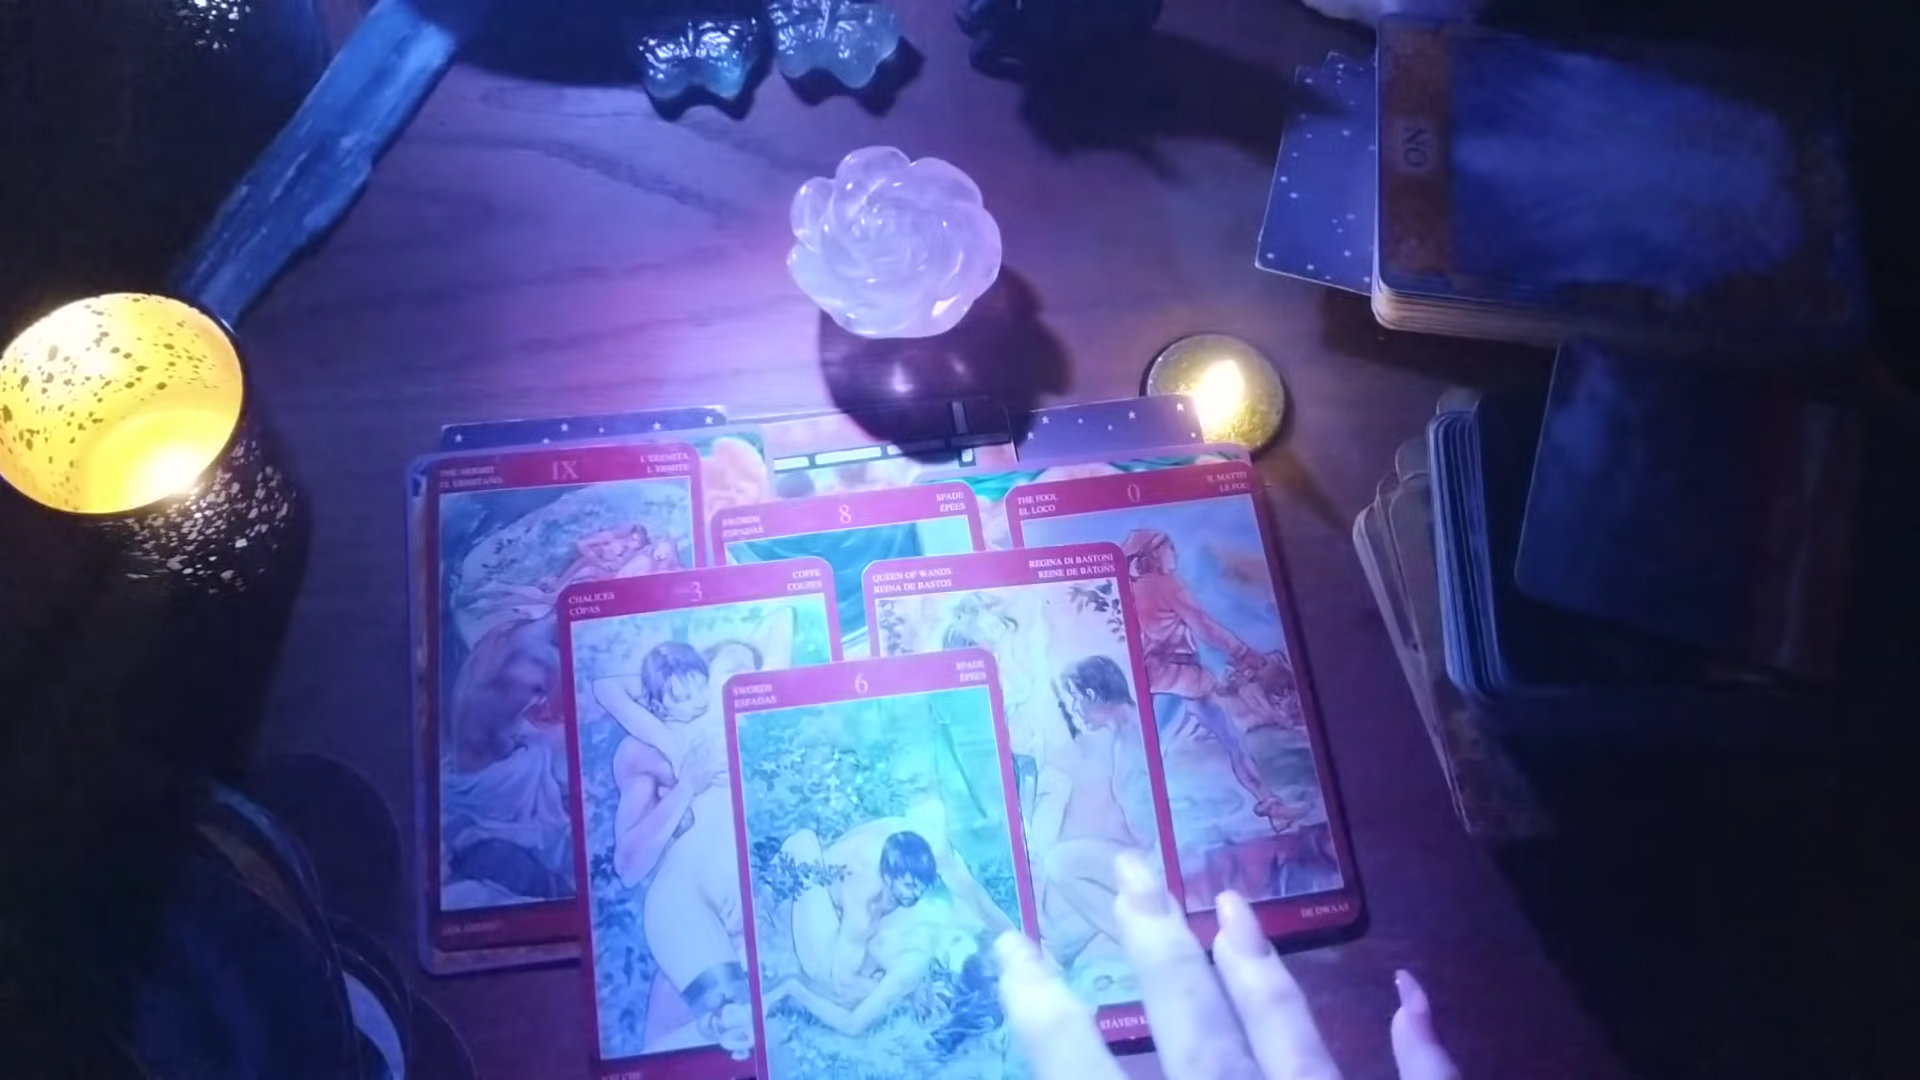 NO
THE HERMIT
EL ERMITAÑO
IX
L'EREMITA
L'ERMITE
SWORDS
ESPADAS
8
SPADE
ÉPÉES
THE FOOL
EL LOCO
0
IL MATTO
LE FOU
CHALICES
COPAS
3
COPPE
COUPES
QUEEN OF WANDS
REINA DE BASTOS
REGINA DI BASTONI
REINE DE BÂTONS
SWORDS
ESPADAS
6
SPADE
ÉPÉES
DE DWAAS
STAVEN K